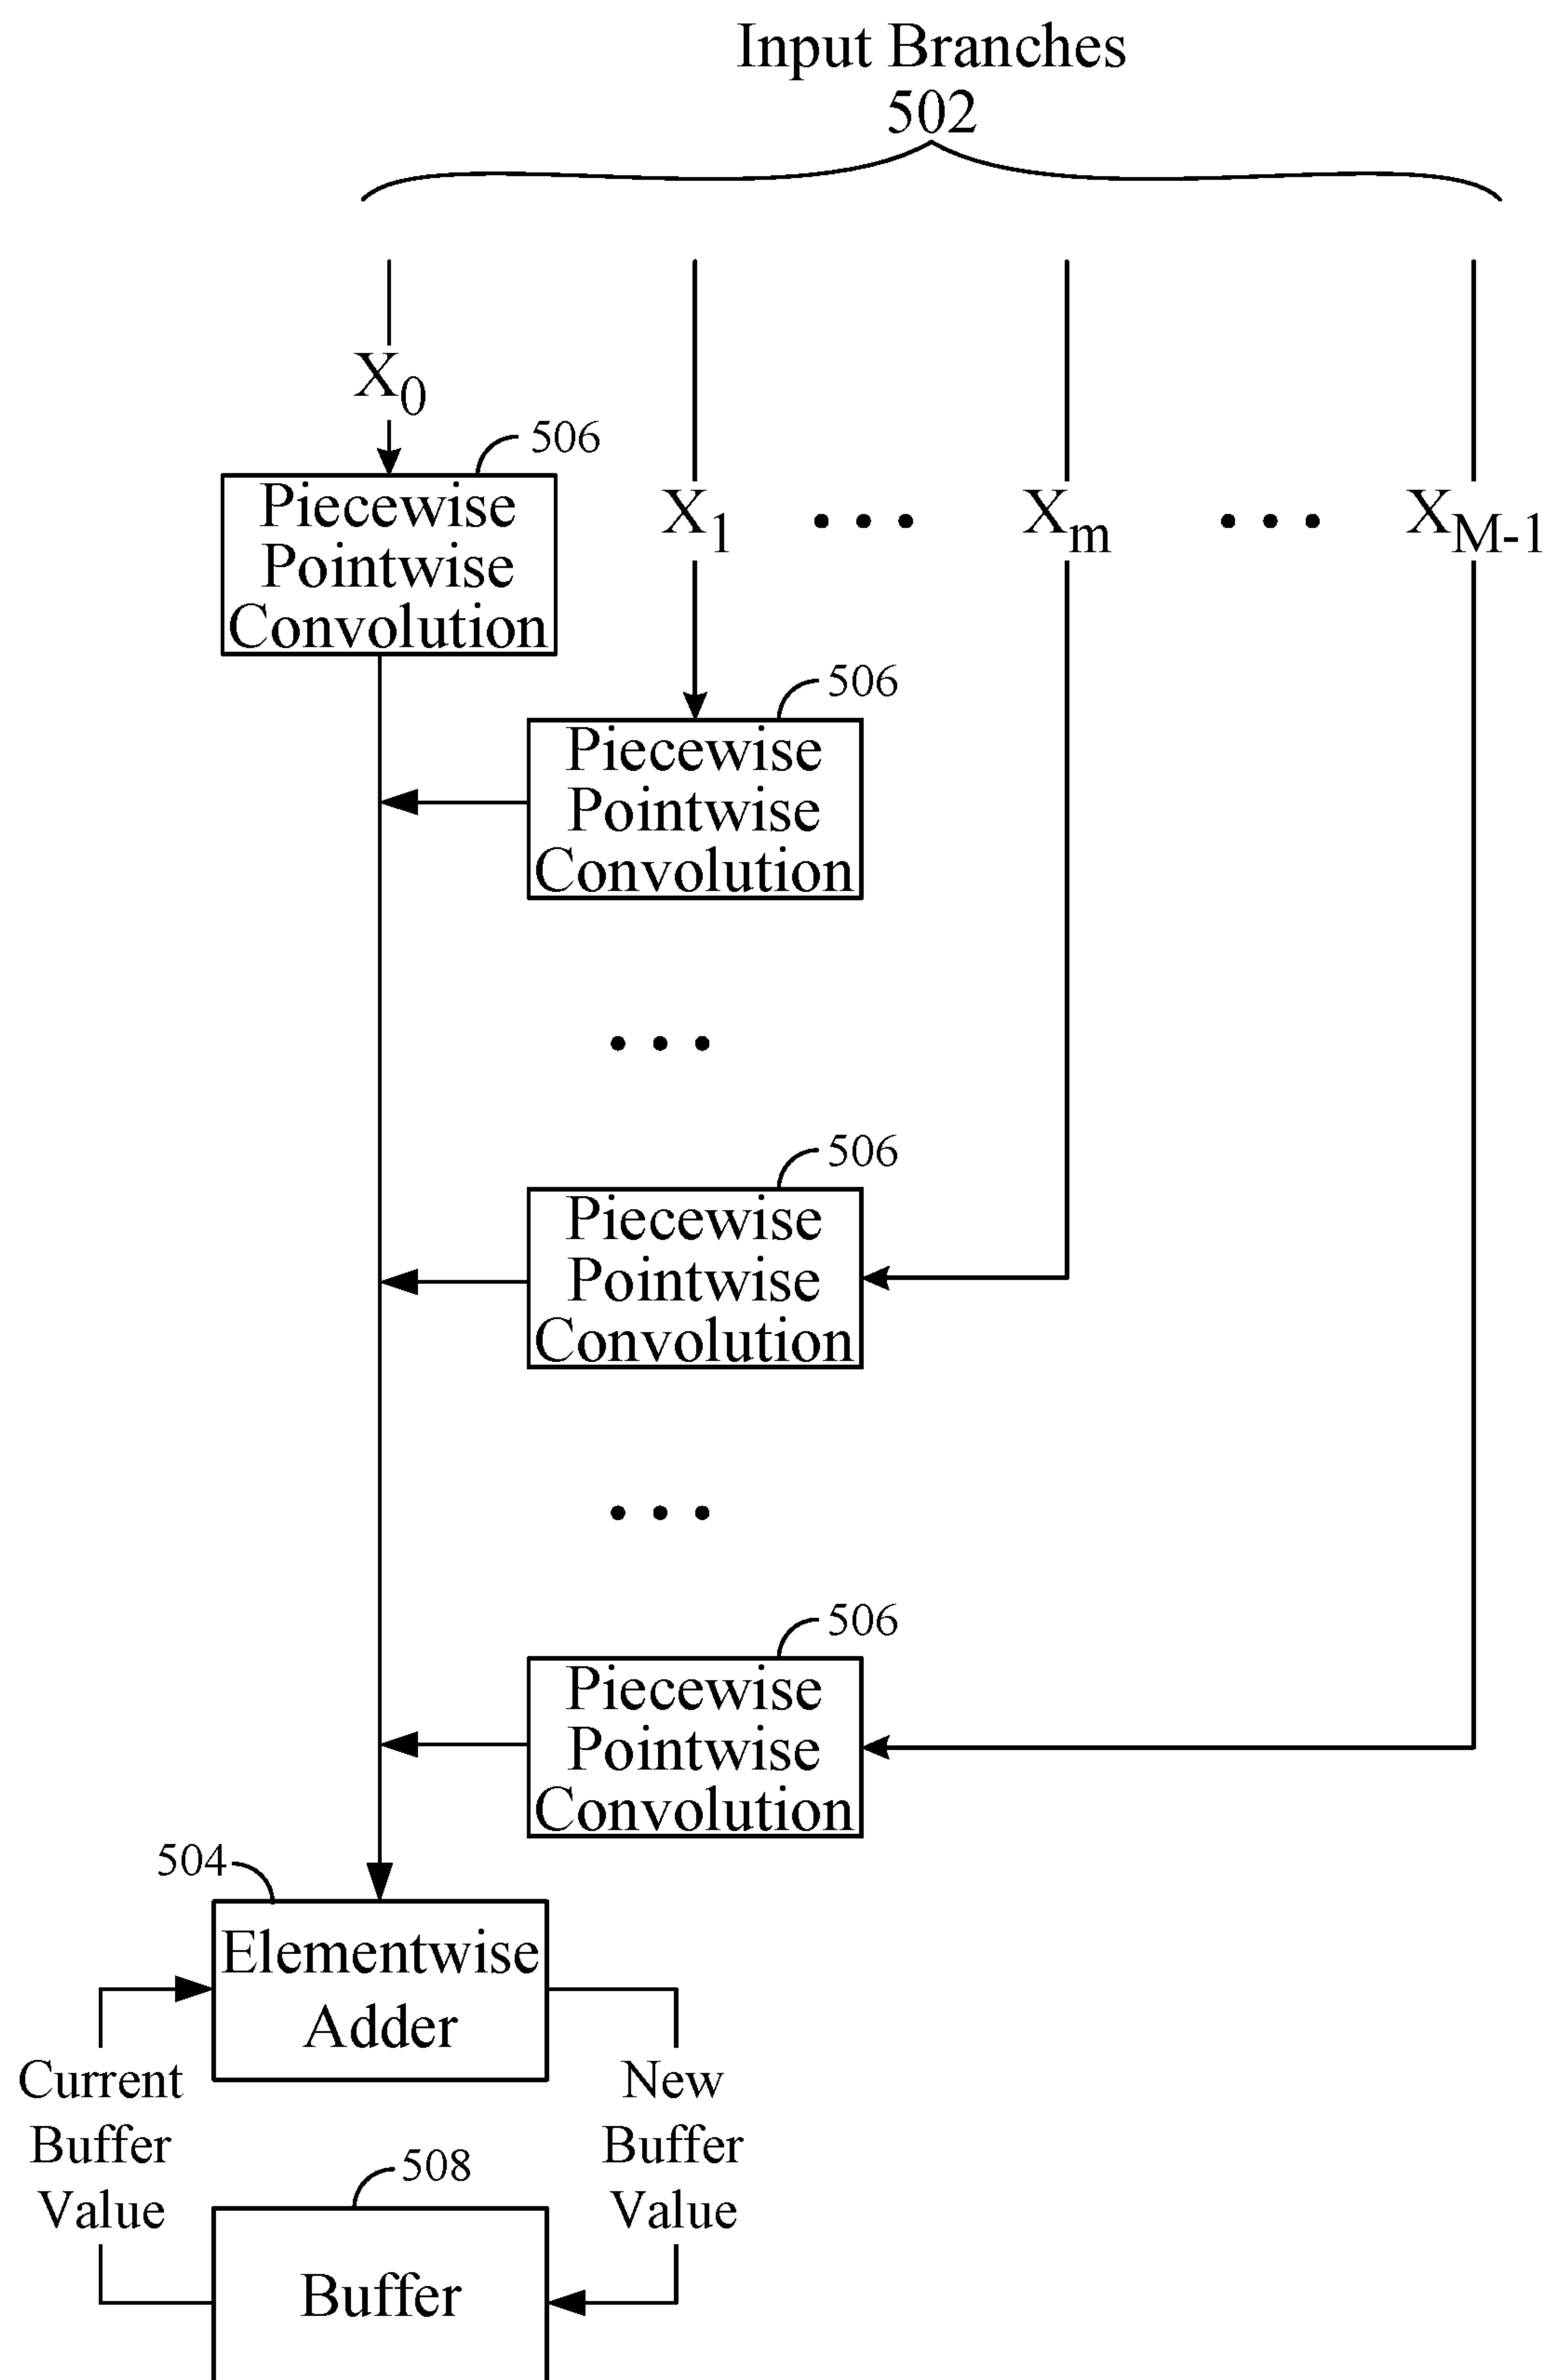 Input Branches
502
X0
506
Piecewise
Pointwise
Convolution
X1 ... Xm ... XM-1
506
Piecewise
Pointwise
Convolution
...
506
Piecewise
Pointwise
Convolution
...
506
Piecewise
Pointwise
Convolution
504
Elementwise
Adder
Current
Buffer
Value
New
Buffer
Value
508
Buffer